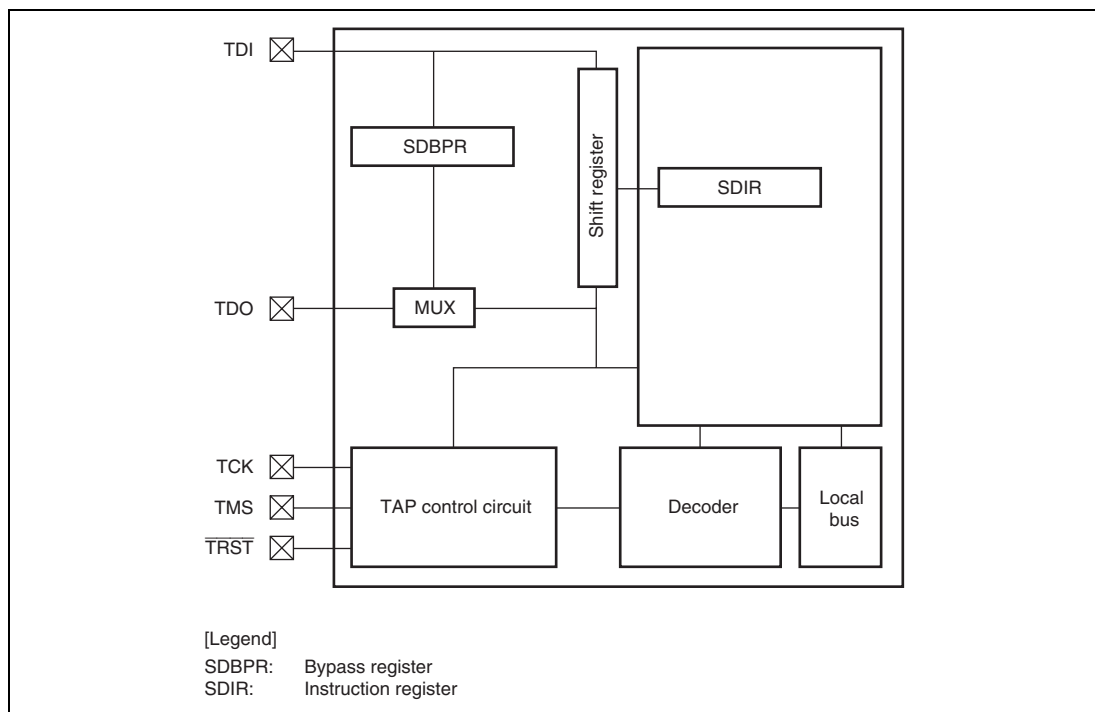 TDI
SDBPR
Shift register
SDIR
TDO
MUX
TCK
TMS
TRST
TAP control circuit
Decoder
Local
bus
[Legend]
SDBPR: Bypass register
SDIR: Instruction register